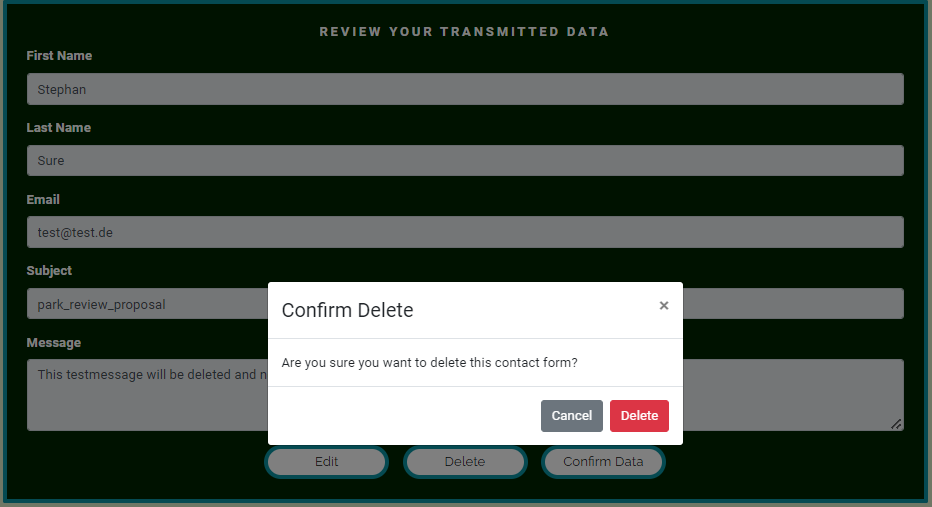 REVIEW YOUR TRANSMITTED DATA
First Name
Stephan
Last Name
Sure
Email
test@test.de
Subject
park_review_proposal
Message
This testmessage will be deleted and n
Confirm Delete ×
Are you sure you want to delete this contact form?
Cancel Delete
Edit Delete Confirm Data